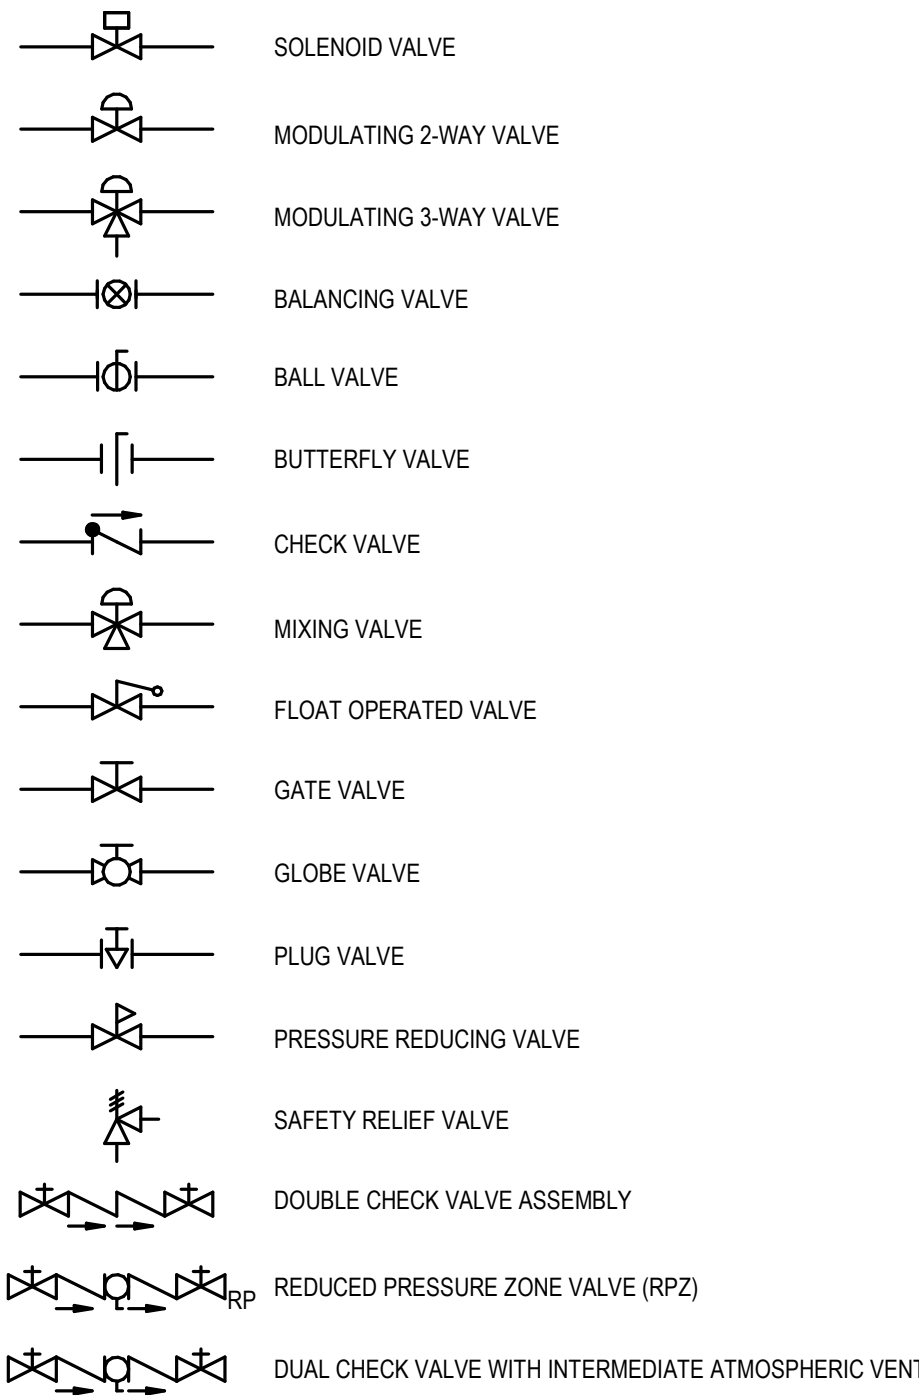 SOLENOID VALVE
MODULATING 2-WAY VALVE
MODULATING 3-WAY VALVE
BALANCING VALVE
BALL VALVE
BUTTERFLY VALVE
CHECK VALVE
MIXING VALVE
FLOAT OPERATED VALVE
GATE VALVE
GLOBE VALVE
PLUG VALVE
PRESSURE REDUCING VALVE
SAFETY RELIEF VALVE
DOUBLE CHECK VALVE ASSEMBLY
RP REDUCED PRESSURE ZONE VALVE (RPZ)
DUAL CHECK VALVE WITH INTERMEDIATE ATMOSPHERIC VENT